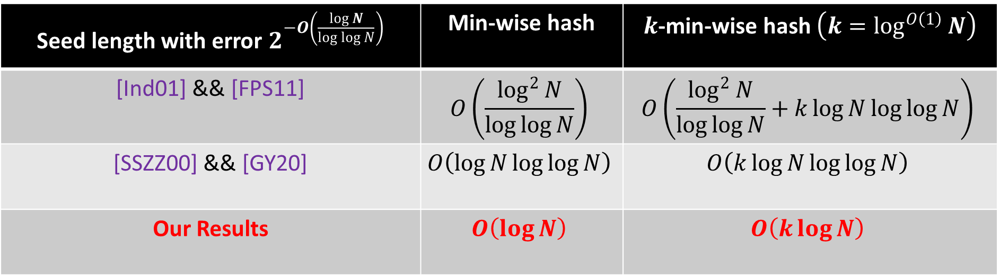 Seed length with error $2^{-O\left(\frac{\log N}{\log\log N}\right)}$
Min-wise hash
k-min-wise hash $\left(k = \log^{O(1)} N\right)$
[Ind01] && [FPS11]
$O\left(\frac{\log^2 N}{\log\log N}\right)$
$O\left(\frac{\log^2 N}{\log\log N} + k \log N \log\log N\right)$
[SSZZ00] && [GY20]
$O(\log N \log\log N)$
$O(k \log N \log\log N)$
Our Results
$O(\log N)$
$O(k \log N)$